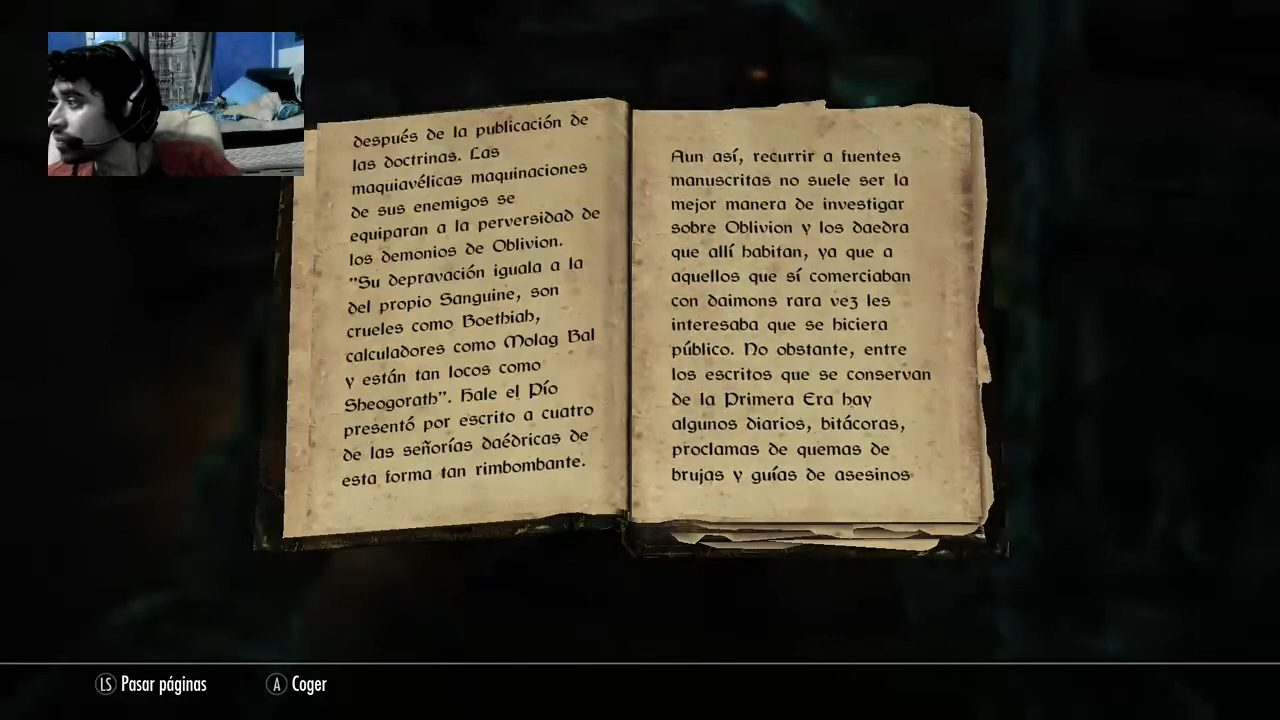 después de la publicación de
las doctrinas. Las
maquiavélicas maquinaciones
de sus enemigos se
equiparan a la perversidad de
los demonios de Oblivion.
"Su depravación iguala a la
del propio Sanguine, son
crueles como Boethiah,
calculadores como Molag Bal
y están tan locos como
Sheogorath". Hale el Pío
presentó por escrito a cuatro
de las señorías daédricas de
esta forma tan rimbombante.
Aun así, recurrir a fuentes
manuscritas no suele ser la
mejor manera de investigar
sobre Oblivion y los daedra
que allí habitan, ya que a
aquellos que sí comerciaban
con daimons rara vez les
interesaba que se hiciera
público. No obstante, entre
los escritos que se conservan
de la Primera Era hay
algunos diarios, bitácoras,
proclamas de quemas de
brujas y guías de asesinos
LS Pasar páginas
A Coger